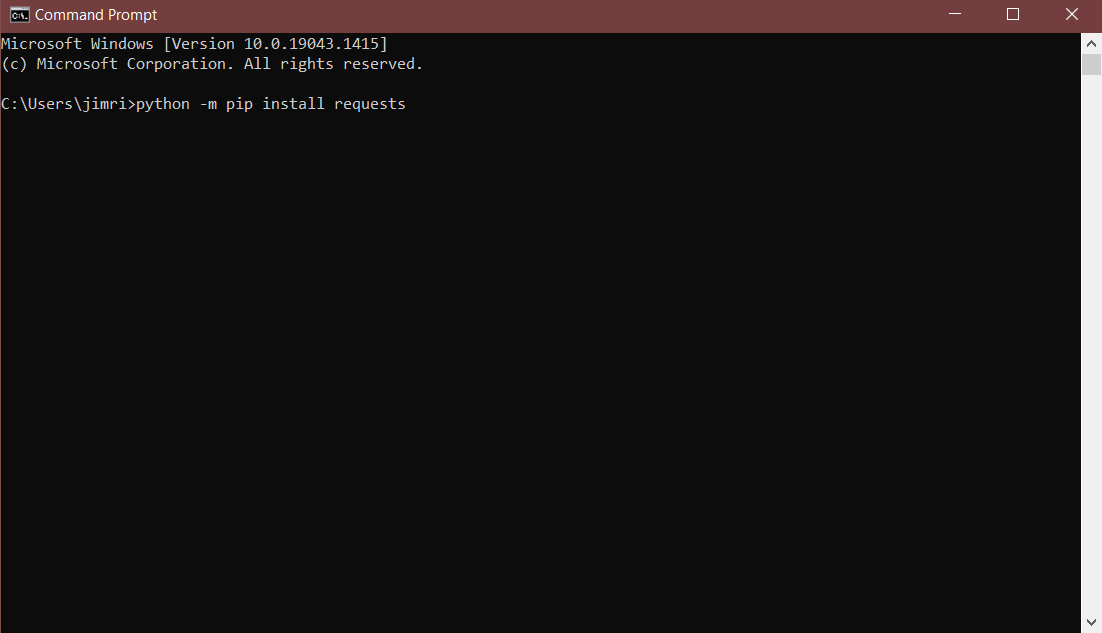 Command Prompt
Microsoft Windows [Version 10.0.19043.1415]
(c) Microsoft Corporation. All rights reserved.
C:\Users\jimri>python -m pip install requests